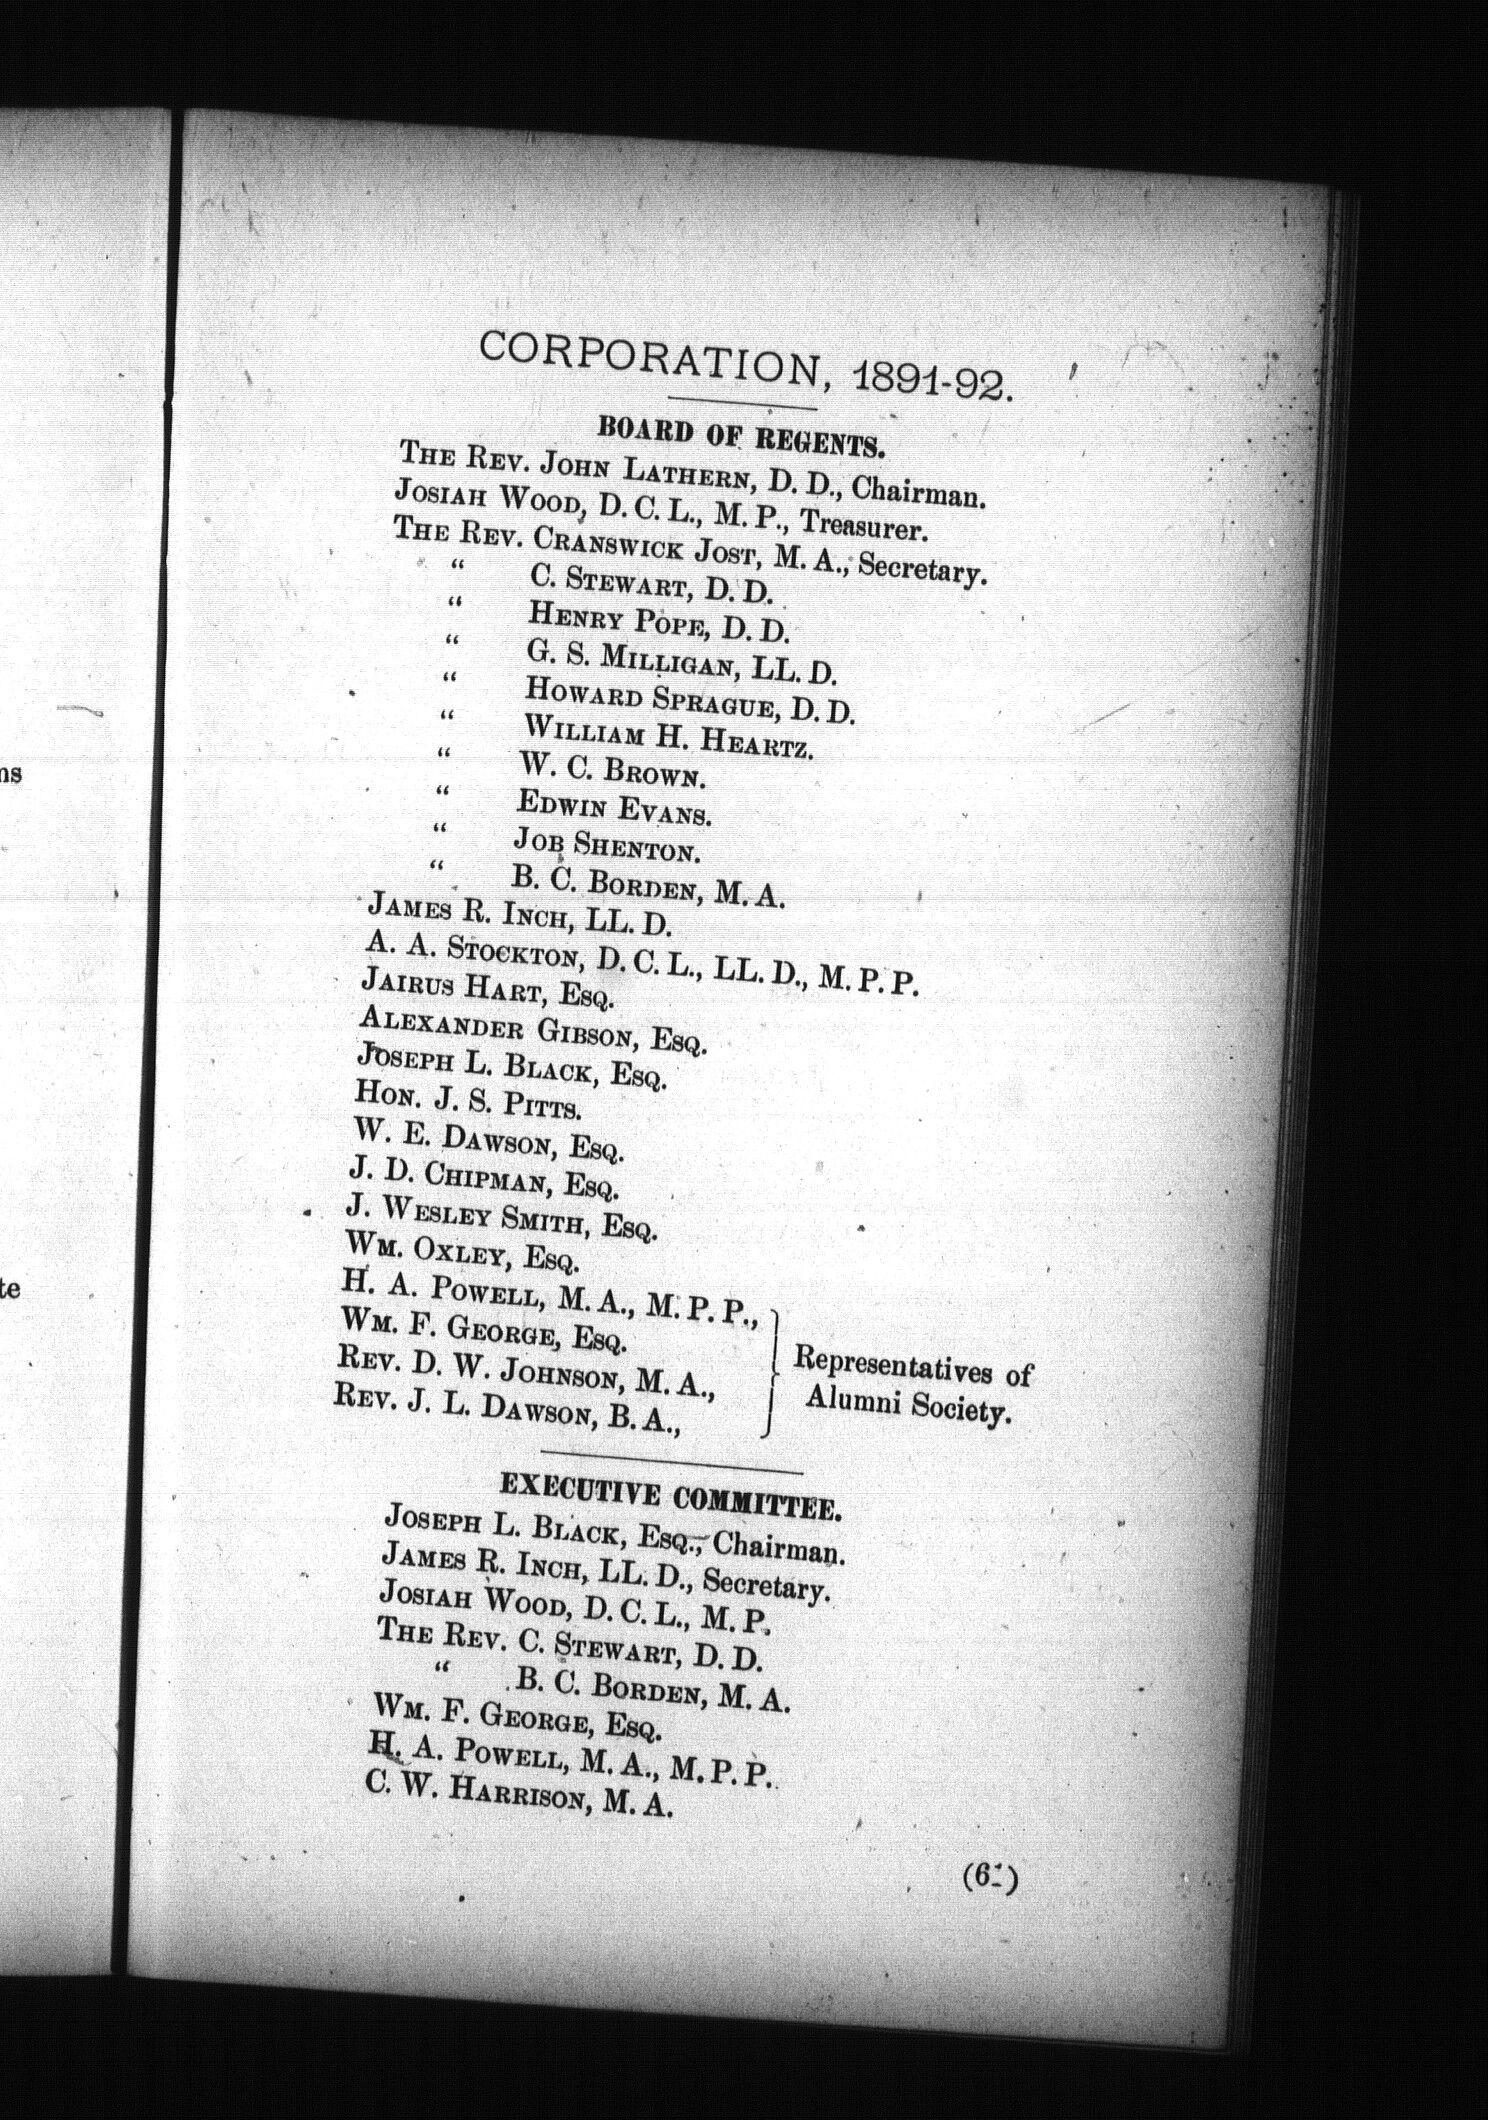 CORPORATION, 1891-92.
BOARD OF REGENTS.
THE REV. JOHN LATHERN, D. D., Chairman.
JOSIAH WOOD, D. C. L., M. P., Treasurer.
THE REV. CRANSWICK JOST, M. A., Secretary.
“ C. STEWART, D. D.
“ HENRY POPE, D. D.
“ G. S. MILLIGAN, LL. D.
“ HOWARD SPRAGUE, D. D.
“ WILLIAM H. HEARTZ.
“ W. C. BROWN.
“ EDWIN EVANS.
“ JOB SHENTON.
“ B. C. BORDEN, M. A.
JAMES R. INCH, LL. D.
A. A. STOCKTON, D. C. L., LL. D., M. P. P.
JAIRUS HART, ESQ.
ALEXANDER GIBSON, ESQ.
JOSEPH L. BLACK, ESQ.
HON. J. S. PITTS.
W. E. DAWSON, ESQ.
J. D. CHIPMAN, ESQ.
J. WESLEY SMITH, ESQ.
WM. OXLEY, ESQ.
H. A. POWELL, M. A., M. P. P.,
WM. F. GEORGE, ESQ.
REV. D. W. JOHNSON, M. A.,
REV. J. L. DAWSON, B. A.,
Representatives of
Alumni Society.
EXECUTIVE COMMITTEE.
JOSEPH L. BLACK, ESQ., Chairman.
JAMES R. INCH, LL. D., Secretary.
JOSIAH WOOD, D. C. L., M. P.
THE REV. C. STEWART, D. D.
“ B. C. BORDEN, M. A.
WM. F. GEORGE, ESQ.
H. A. POWELL, M. A., M. P. P.
C. W. HARRISON, M. A.